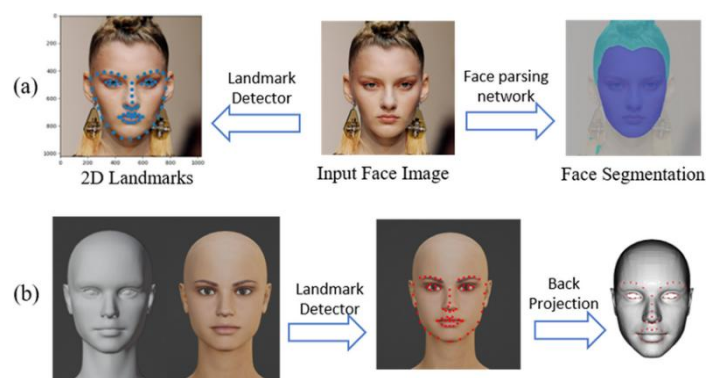 (a)
0
200
400
600
800
1000
0 200 400 600 800 1000
Landmark
Detector
Face parsing
network
2D Landmarks
Input Face Image
Face Segmentation
(b)
Landmark
Detector
Back
Projection